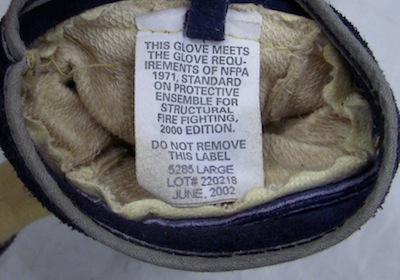 THIS GLOVE MEETS
THE GLOVE REQU-
IREMENTS OF NFPA
1971, STANDARD
ON PROTECTIVE
ENSEMBLE FOR
STRUCTURAL
FIRE FIGHTING,
2000 EDITION.
DO NOT REMOVE
THIS LABEL
5285 LARGE
LOT# 220218
JUNE, 2002